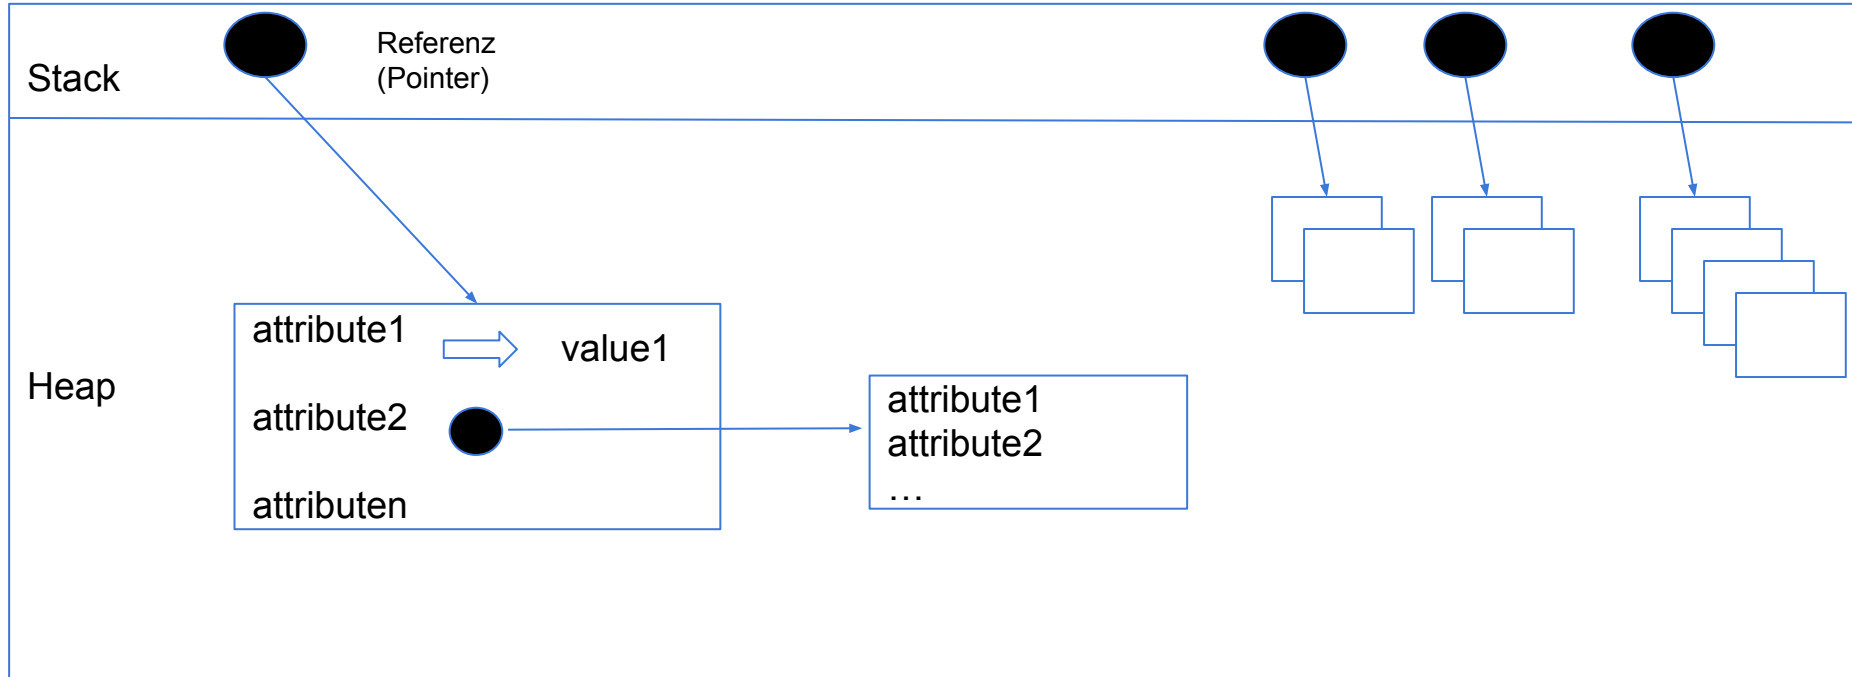 Stack
Referenz
(Pointer)
Heap
attribute1
value1
attribute2
attributen
attribute1
attribute2
…